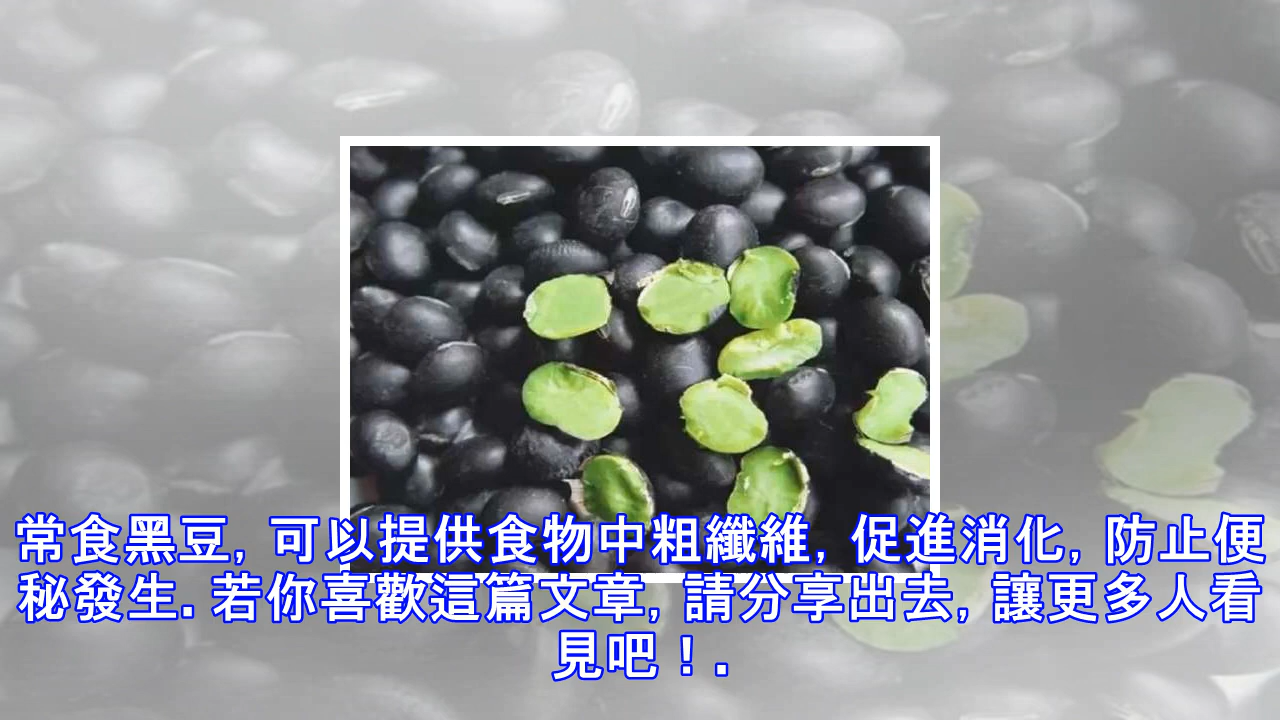 常食黑豆, 可以提供食物中粗纖維, 促進消化, 防止便
秘發生. 若你喜歡這篇文章, 請分享出去, 讓更多人看
見吧！.